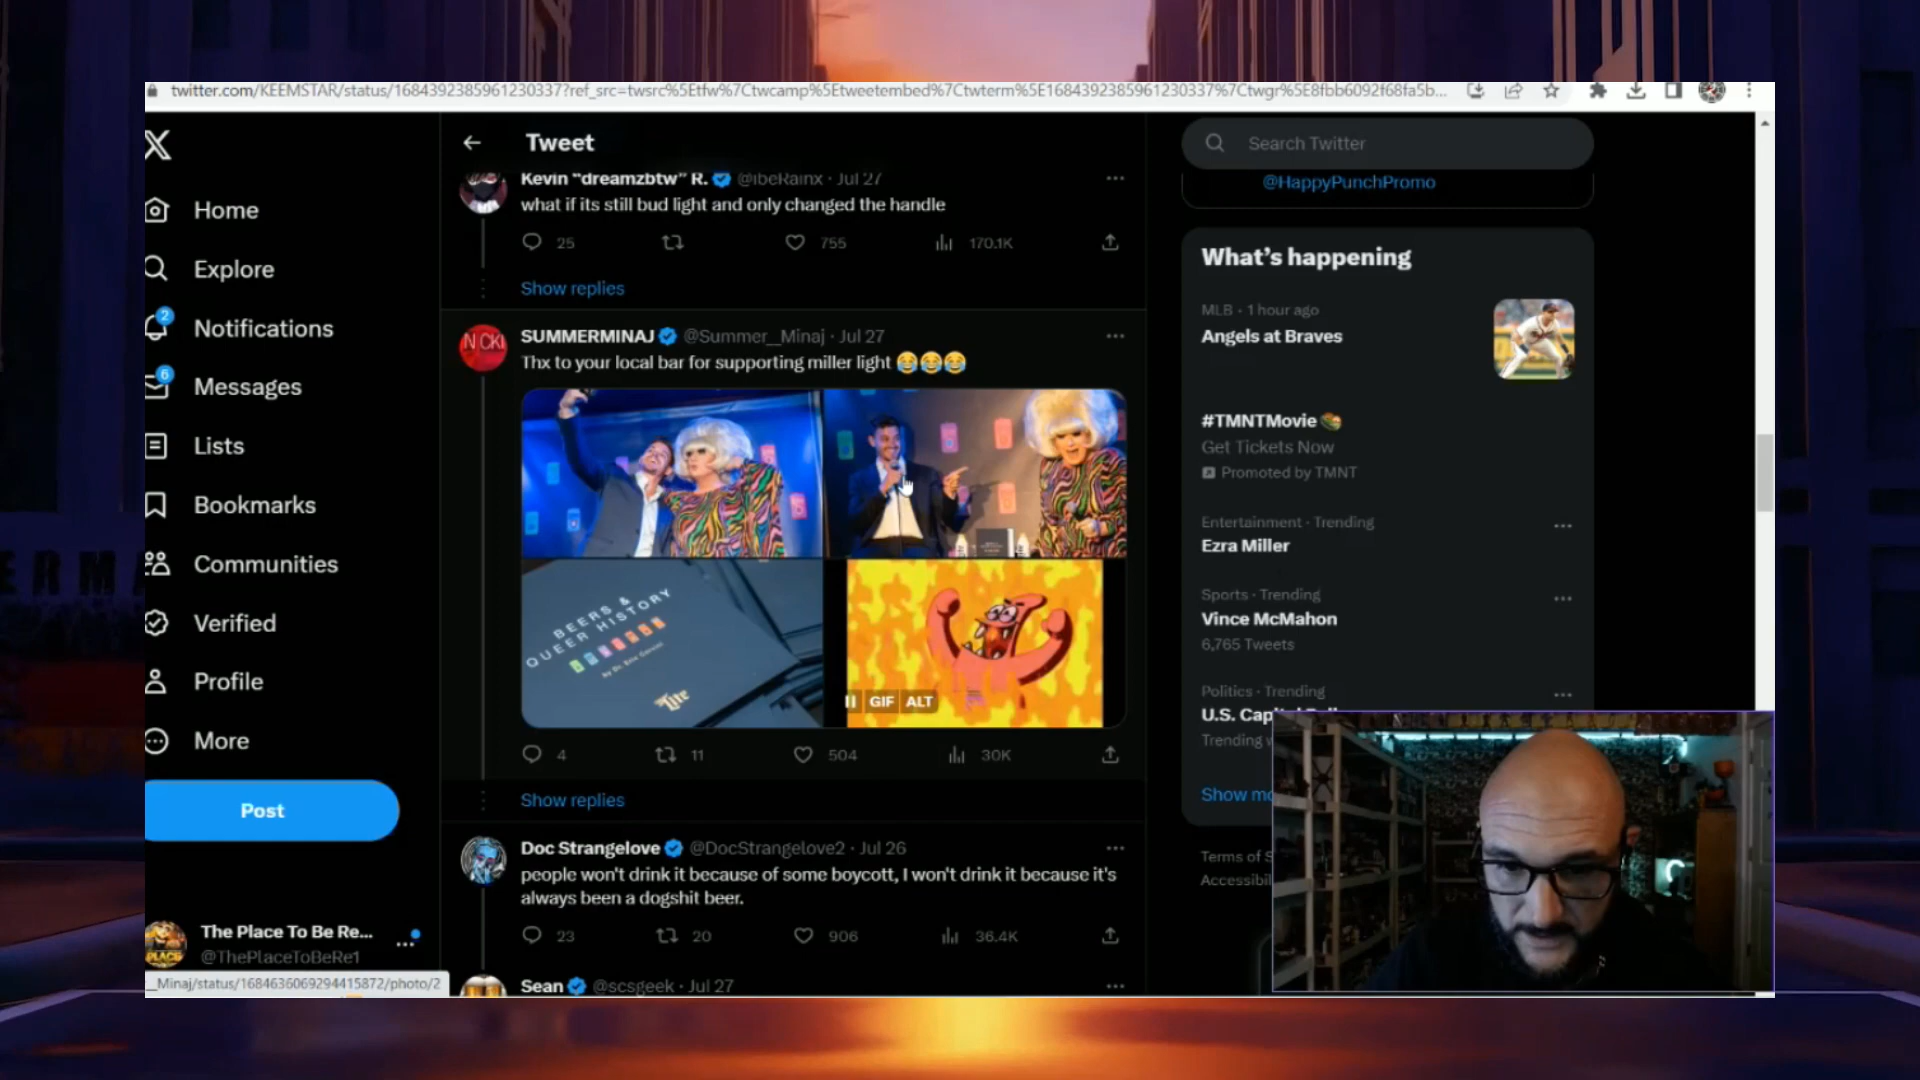 twitter.com/KEEMSTAR/status/1684392385961230337?ref_src=twsrc%5Etfw%7Ctwcamp%5Etweetembed%7Ctwterm%5E1684392385961230337%7Ctwgr%5E8fbb6092f68fa5b...
Tweet
Search Twitter
@HappyPunchPromo
Home
Explore
2
Notifications
6
Messages
Lists
Bookmarks
Communities
Verified
Profile
More
Post
The Place To Be Re...
@ThePlaceToBeRe1
_Minaj/status/1684636069294415872/photo/2
Kevin “dreamzbtw” R. @ibeRainx · Jul 27
what if its still bud light and only changed the handle
25 755 170.1K
Show replies
SUMMERMINAJ @Summer__Minaj · Jul 27
Thx to your local bar for supporting miller light 😂😂😂
NICKI
BEERS &
QUEER HISTORY
Lite
GIF ALT
4 11 504 30K
Show replies
Doc Strangelove @DocStrangelove2 · Jul 26
people won't drink it because of some boycott, I won't drink it because it's
always been a dogshit beer.
23 20 906 36.4K
Sean @scsgeek · Jul 27
What's happening
MLB · 1 hour ago
Angels at Braves
#TMNTMovie
Get Tickets Now
Promoted by TMNT
Entertainment · Trending
Ezra Miller
Sports · Trending
Vince McMahon
6,765 Tweets
Politics · Trending
U.S. Cap
Trending
Show mo
Terms of S
Accessibil